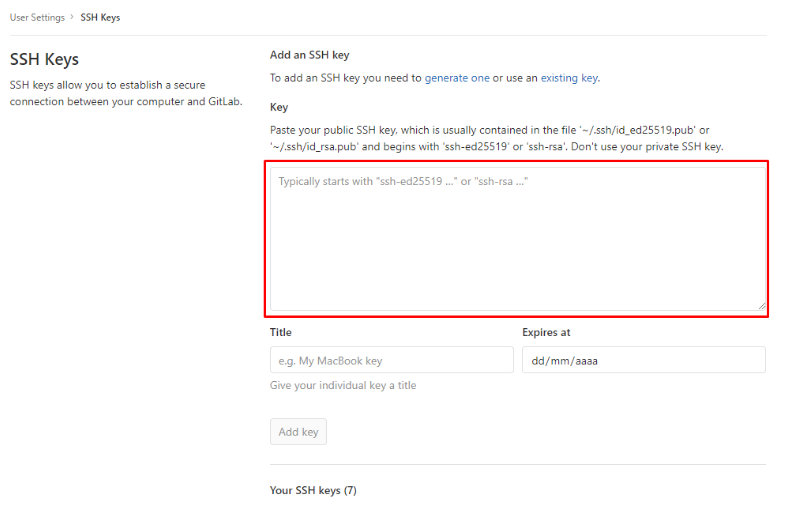 User Settings > SSH Keys
SSH Keys
SSH keys allow you to establish a secure
connection between your computer and GitLab.
Add an SSH key
To add an SSH key you need to generate one or use an existing key.
Key
Paste your public SSH key. which is usually contained in the file '~/.ssh/id_ed25519.pub' or
'~/.ssh/id_rsa.pub' and begins with 'ssh-ed25519' or 'ssh-rsa'. Don't use your private SSH key.
Typically starts with "ssh-ed25519 ..." or "ssh-rsa ..."
Title
Expires at
e.g. My MacBook key
dd/mm/aaaa
Give your individual key a title
Add key
Your SSH keys (7)